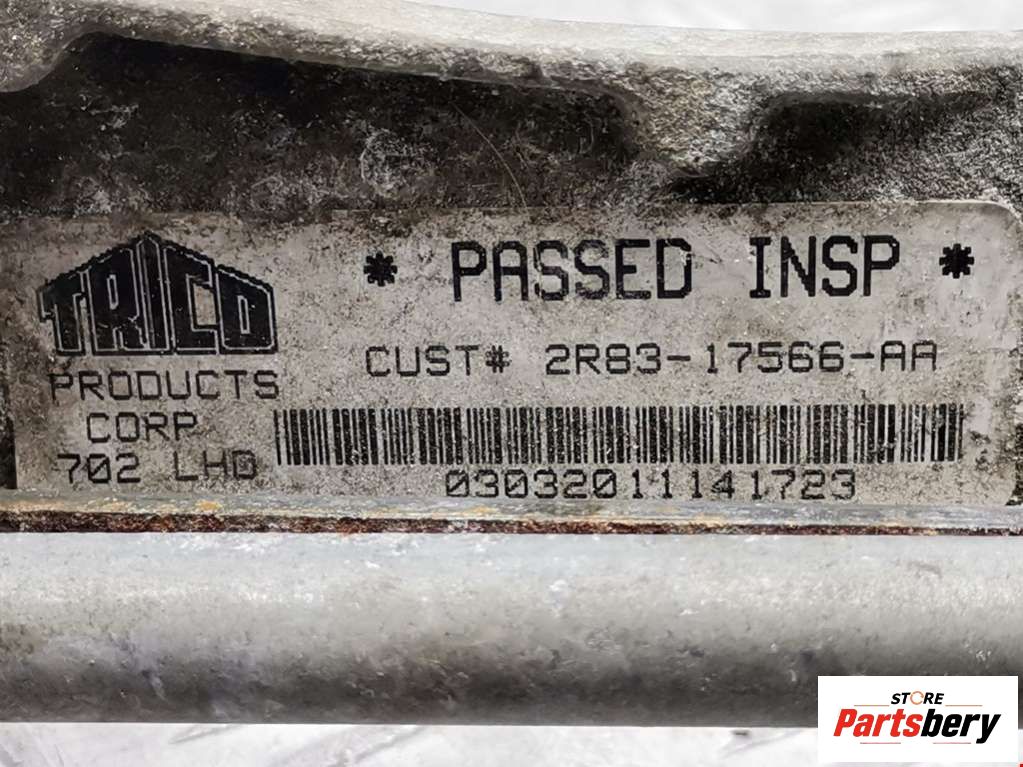 TRICO
PRODUCTS
CORP
702 LHD
* PASSED INSP *
CUST# 2R83-17566-AA
03032011141723
STORE
Partsbery